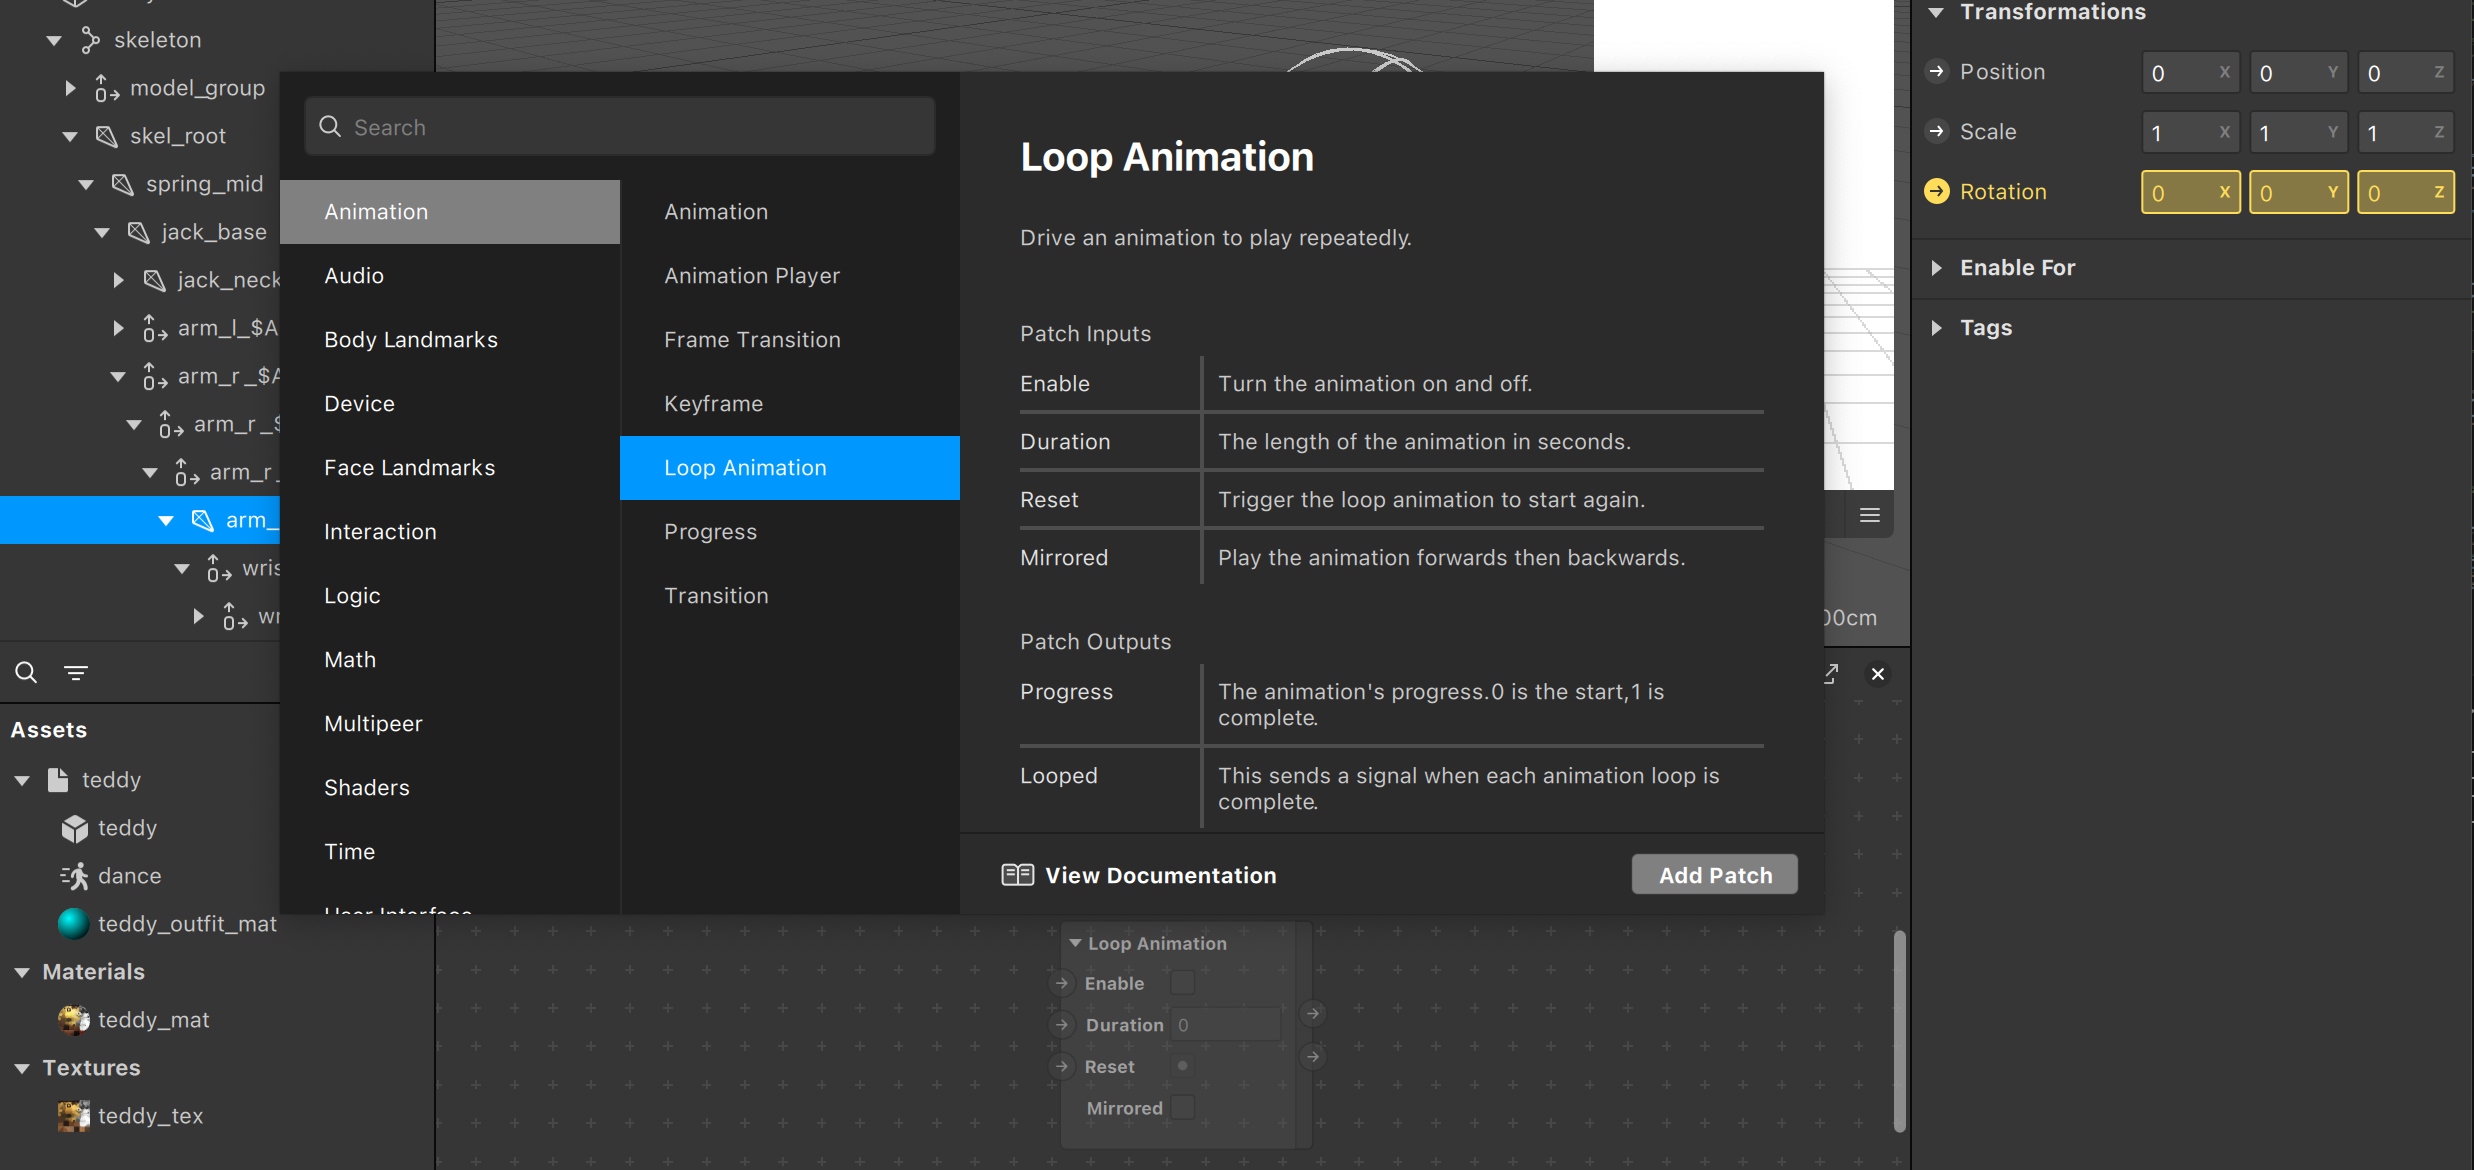 skeleton
model_group
skel_root
spring_mid
jack_base
jack_neck
arm_l_$A
arm_r_$A
arm_r_$
arm_r_
arm_
wris
wr
Assets
teddy
teddy
dance
teddy_outfit_mat
Materials
teddy_mat
Textures
teddy_tex
Search
Animation
Audio
Body Landmarks
Device
Face Landmarks
Interaction
Logic
Math
Multipeer
Shaders
Time
User Interface
Animation
Animation Player
Frame Transition
Keyframe
Loop Animation
Progress
Transition
Loop Animation
Drive an animation to play repeatedly.
Patch Inputs
Enable Turn the animation on and off.
Duration The length of the animation in seconds.
Reset Trigger the loop animation to start again.
Mirrored Play the animation forwards then backwards.
Patch Outputs
Progress The animation's progress.0 is the start,1 is
complete.
Looped This sends a signal when each animation loop is
complete.
View Documentation
Add Patch
00cm
Loop Animation
Enable
Duration 0
Reset
Mirrored
Transformations
Position 0 X 0 Y 0 Z
Scale 1 X 1 Y 1 Z
Rotation 0 X 0 Y 0 Z
Enable For
Tags